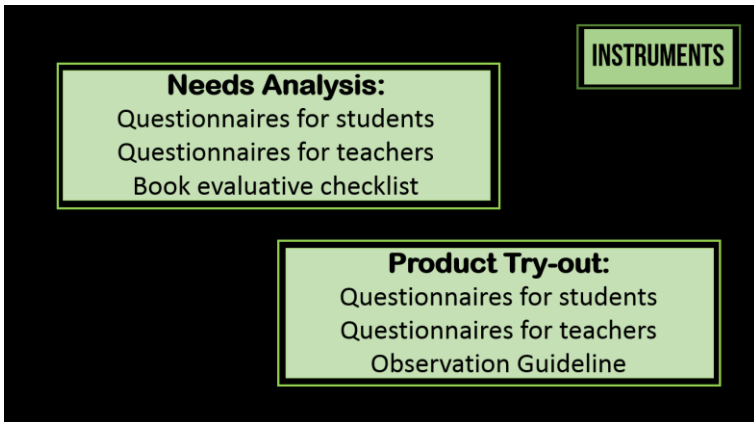 INSTRUMENTS
Needs Analysis:
Questionnaires for students
Questionnaires for teachers
Book evaluative checklist
Product Try-out:
Questionnaires for students
Questionnaires for teachers
Observation Guideline